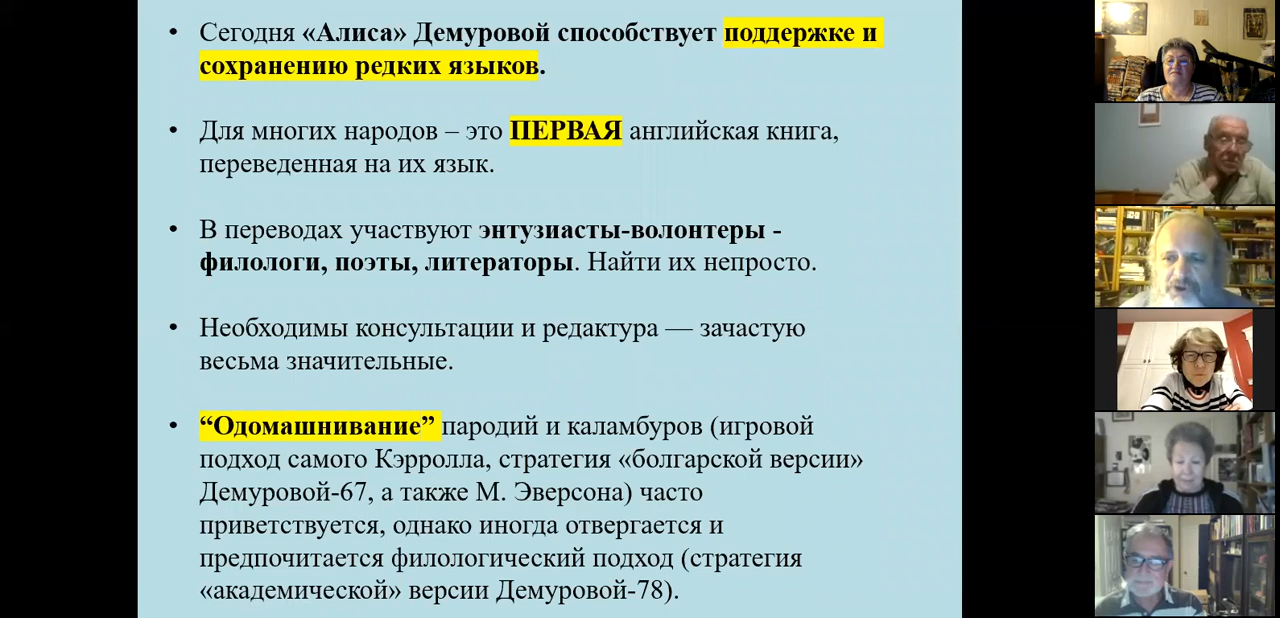 • Сегодня «Алиса» Демуровой способствует поддержке и
сохранению редких языков.
• Для многих народов – это ПЕРВАЯ английская книга,
переведенная на их язык.
• В переводах участвуют энтузиасты-волонтеры -
филологи, поэты, литераторы. Найти их непросто.
• Необходимы консультации и редактура — зачастую
весьма значительные.
• “Одомашнивание” пародий и каламбуров (игровой
подход самого Кэрролла, стратегия «болгарской версии»
Демуровой-67, а также М. Эверсона) часто
приветствуется, однако иногда отвергается и
предпочитается филологический подход (стратегия
«академической» версии Демуровой-78).